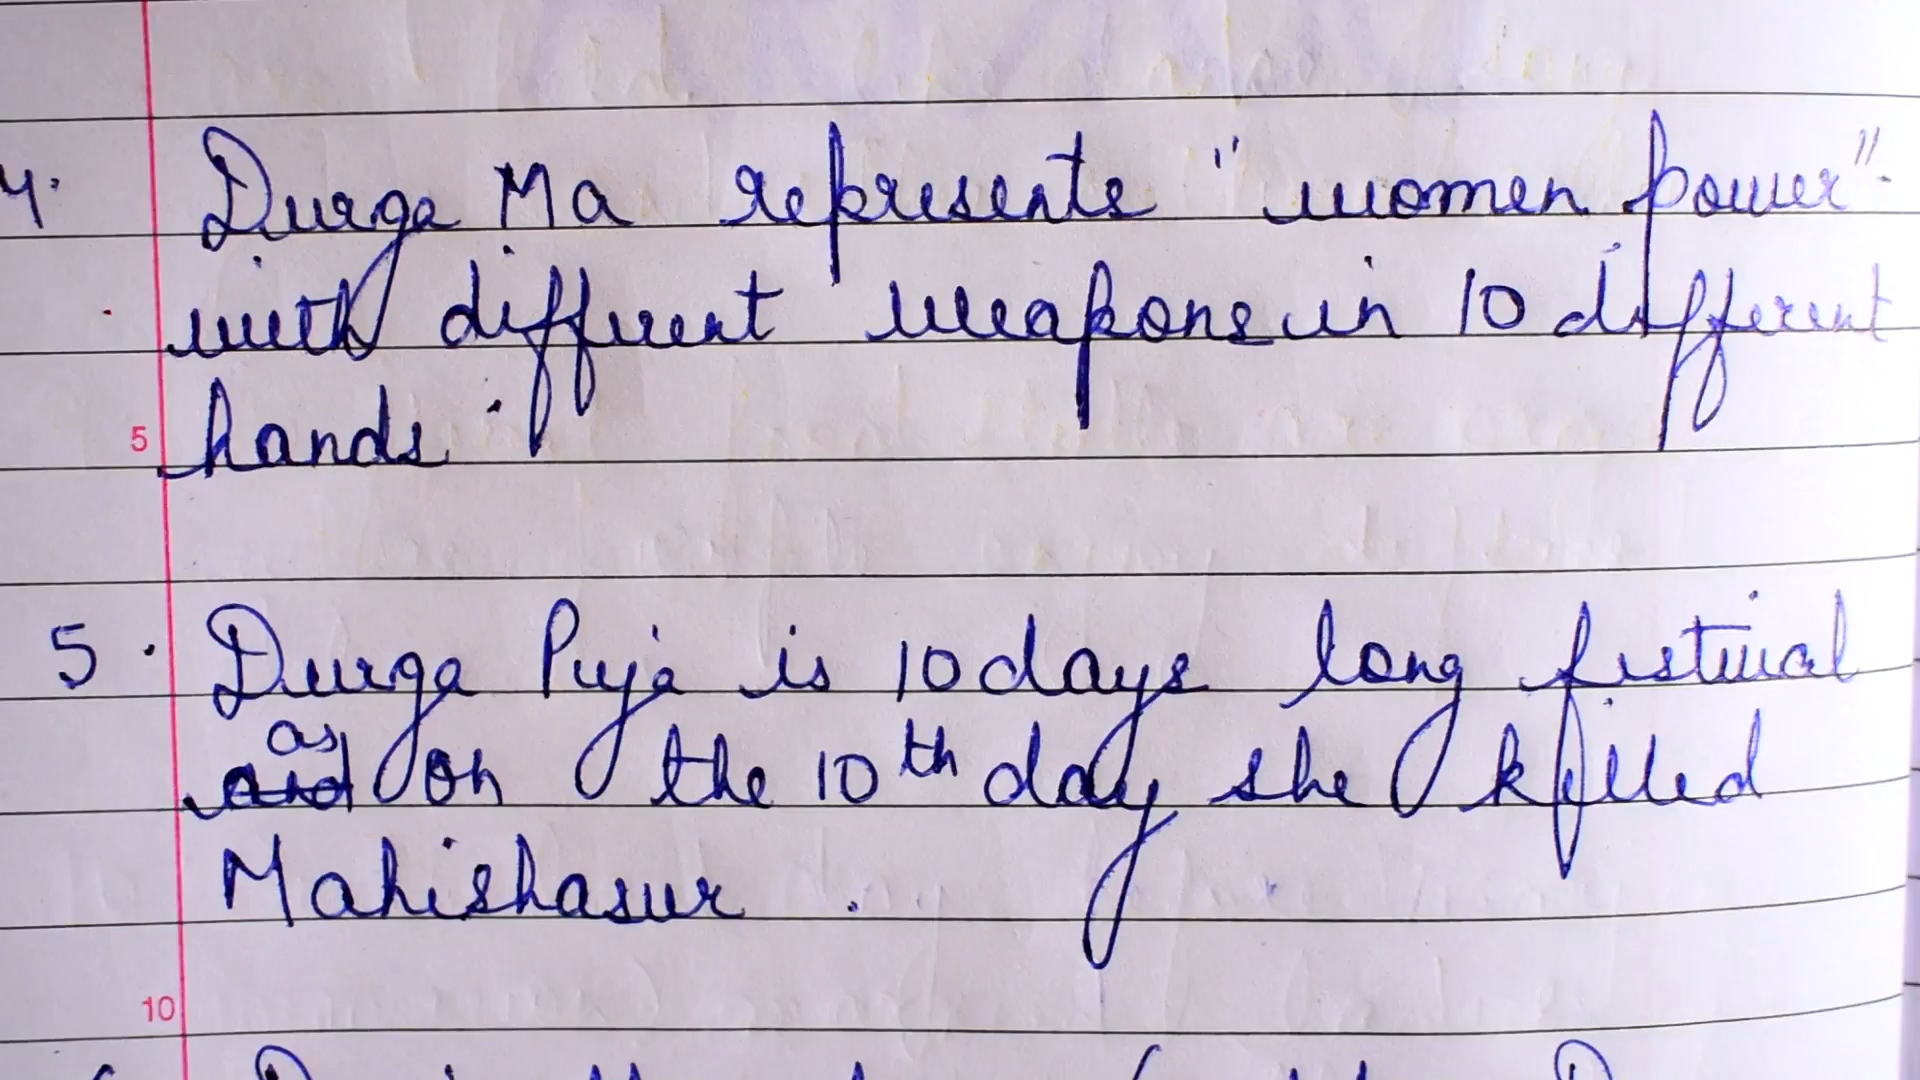 4. Durga Ma represents "women power"
with different weapons in 10 different
5 hands.
5. Durga Puja is 10 days long festival
as on the 10th day she killed
Mahishasur.
10